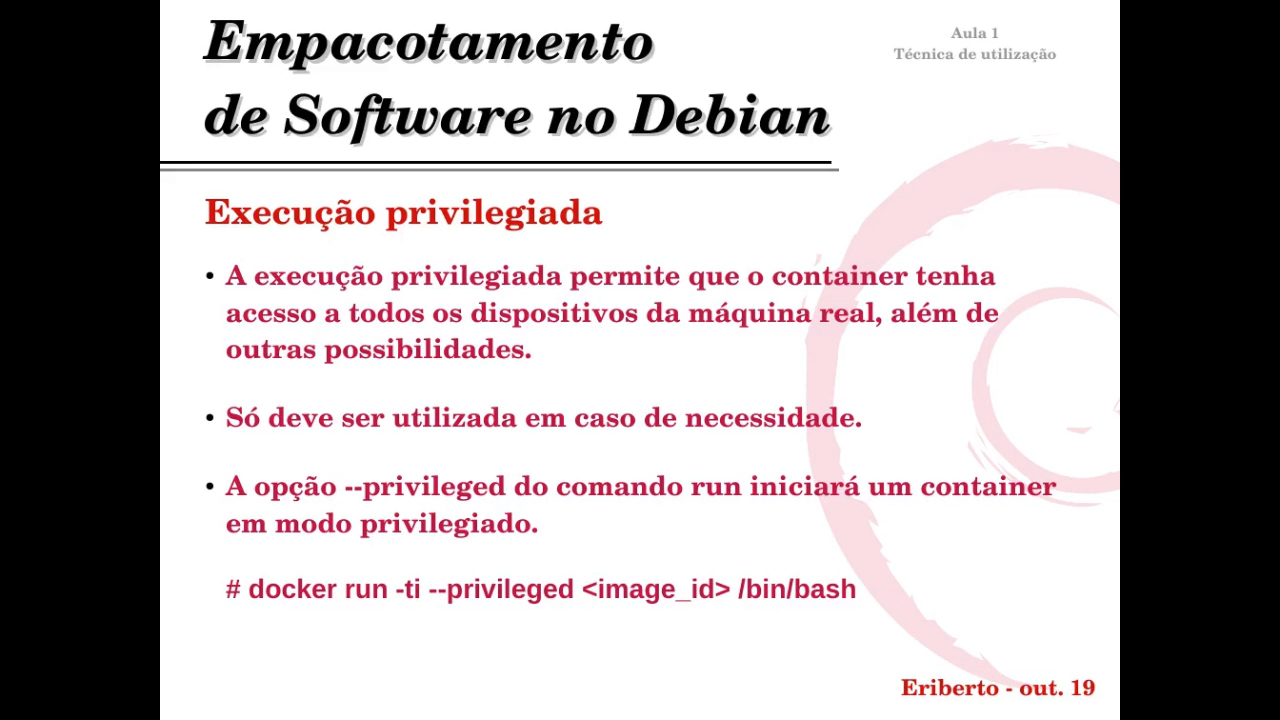 Empacotamento
de Software no Debian
Aula 1
Técnica de utilização
Execução privilegiada
• A execução privilegiada permite que o container tenha
acesso a todos os dispositivos da máquina real, além de
outras possibilidades.
• Só deve ser utilizada em caso de necessidade.
• A opção --privileged do comando run iniciará um container
em modo privilegiado.
# docker run -ti --privileged <image_id> /bin/bash
Eriberto - out. 19